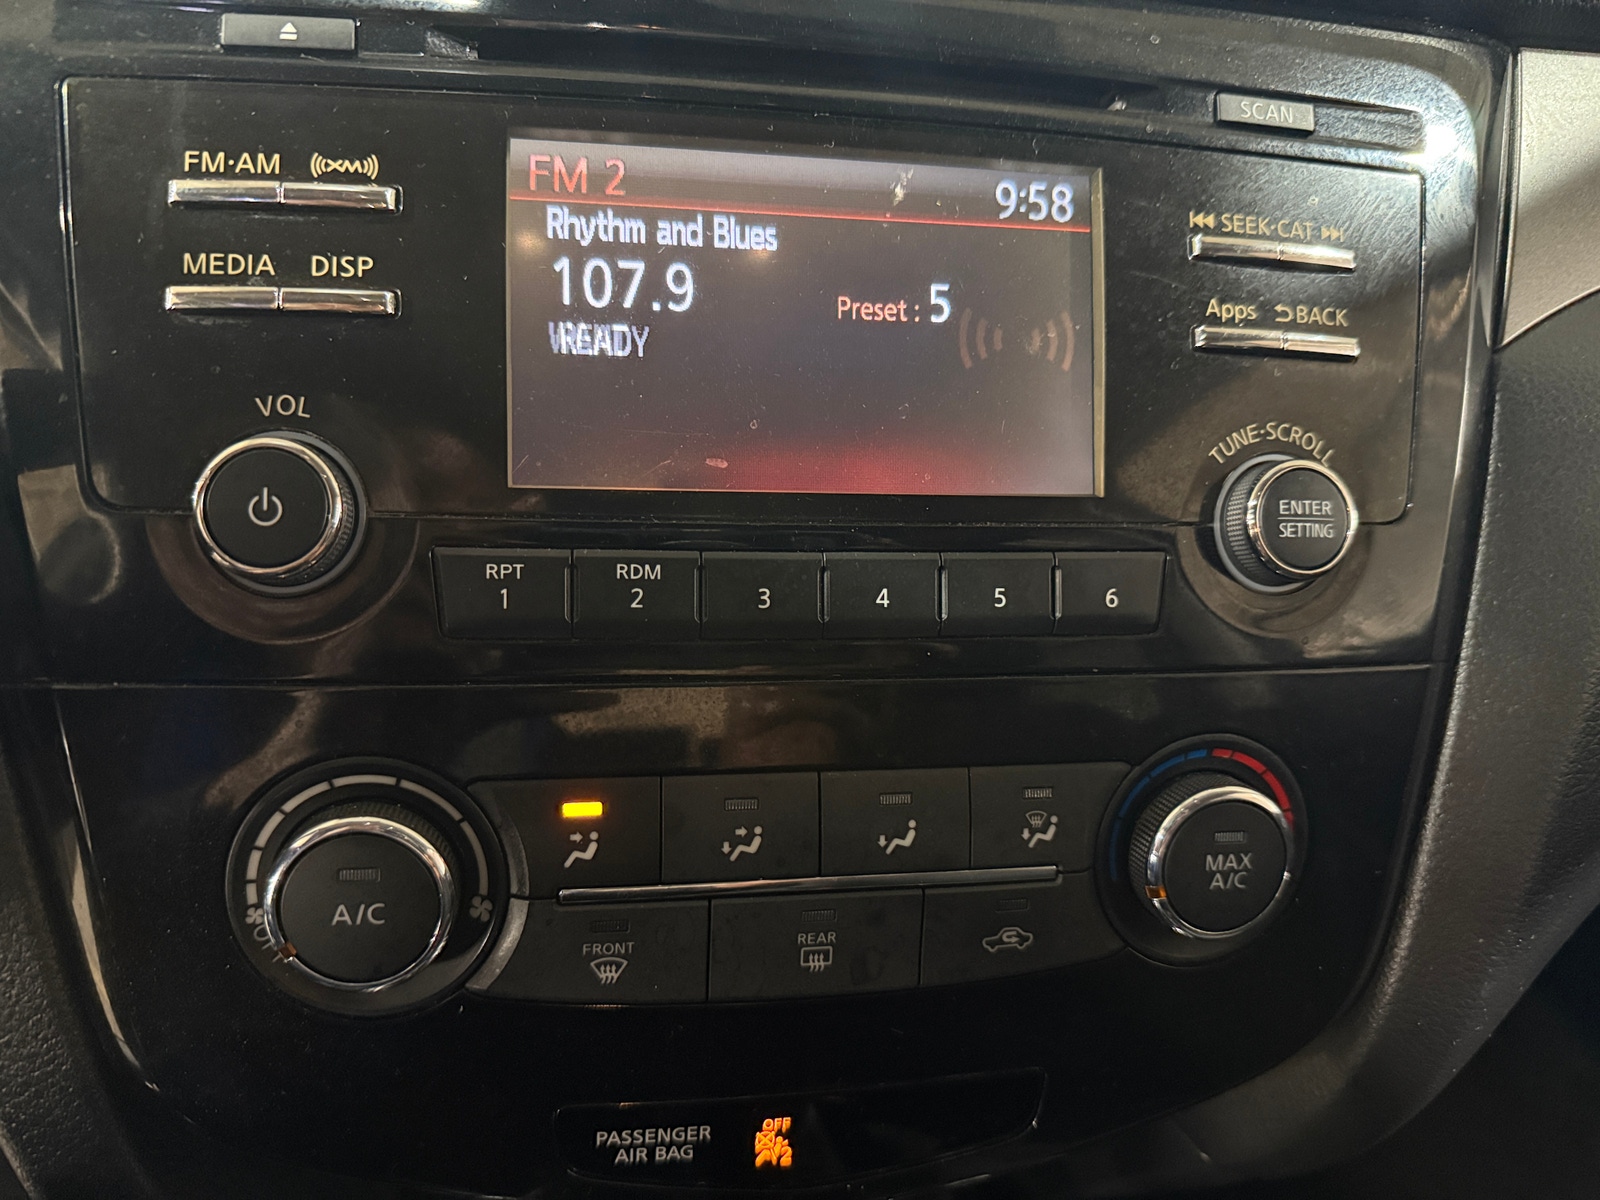 SCAN
FM·AM
XM
MEDIA
DISP
FM 2
9:58
Rhythm and Blues
107.9
Preset : 5
SEEK·CAT
Apps
BACK
VOL
TUNE·SCROLL
ENTER
SETTING
RPT
1
RDM
2
3
4
5
6
A/C
MAX
A/C
FRONT
REAR
PASSENGER
AIR BAG
OFF
2